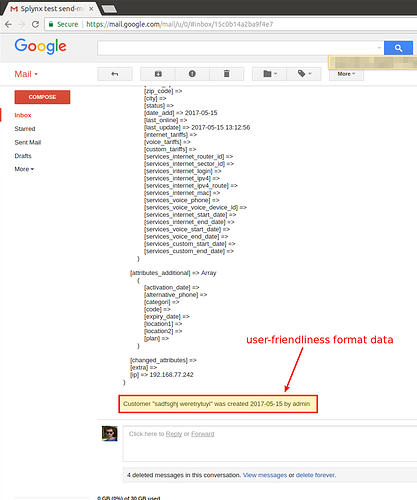 Splynx test send-m
Secure
https://mail.google.com/mail/u/0/#inbox/15c0b14a2ba9f4e7
Google
Mail
More
COMPOSE
Inbox
Starred
Sent Mail
Drafts
More
[zip_code] =>
[city] =>
[status] =>
[date_add] => 2017-05-15
[last_online] =>
[last_update] => 2017-05-15 13:12:56
[internet_tariffs] =>
[voice_tariffs] =>
[custom_tariffs] =>
[services_internet_router_id] =>
[services_internet_sector_id] =>
[services_internet_login] =>
[services_internet_ipv4] =>
[services_internet_ipv4_route] =>
[services_internet_mac] =>
[services_voice_phone] =>
[services_voice_voice_device_id] =>
[services_internet_start_date] =>
[services_internet_end_date] =>
[services_voice_start_date] =>
[services_voice_end_date] =>
[services_custom_start_date] =>
[services_custom_end_date] =>
)
[attributes_additional] => Array
(
[activation_date] =>
[alternative_phone] =>
[categori] =>
[code] =>
[expiry_date] =>
[location1] =>
[location2] =>
[plan] =>
)
[changed_attributes] =>
[extra] =>
[ip] => 192.168.77.242
)
user-friendliness format data
Customer "sadfsghj weretrytuyi" was created 2017-05-15 by admin
Click here to Reply or Forward
4 deleted messages in this conversation. View messages or delete forever.
0 GB (0%) of 30 GB used